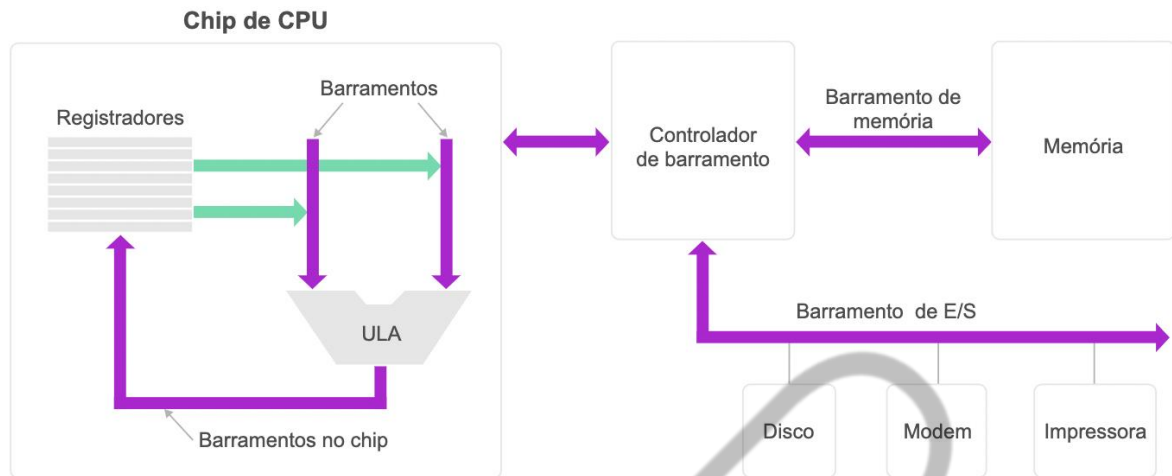 Chip de CPU
Registradores
Barramentos
ULA
Barramentos no chip
Controlador
de barramento
Barramento de
memória
Memória
Barramento de E/S
Disco
Modem
Impressora